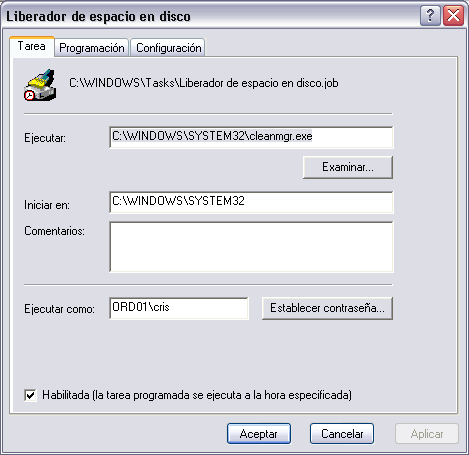 Liberador de espacio en disco
Tarea Programación Configuración
C:\WINDOWS\Tasks\Liberador de espacio en disco.job
Ejecutar: C:\WINDOWS\SYSTEM32\cleanmgr.exe
Examinar...
Iniciar en: C:\WINDOWS\SYSTEM32
Comentarios:
Ejecutar como: ORD01\cris Establecer contraseña...
Habilitada (la tarea programada se ejecuta a la hora especificada)
Aceptar Cancelar Aplicar